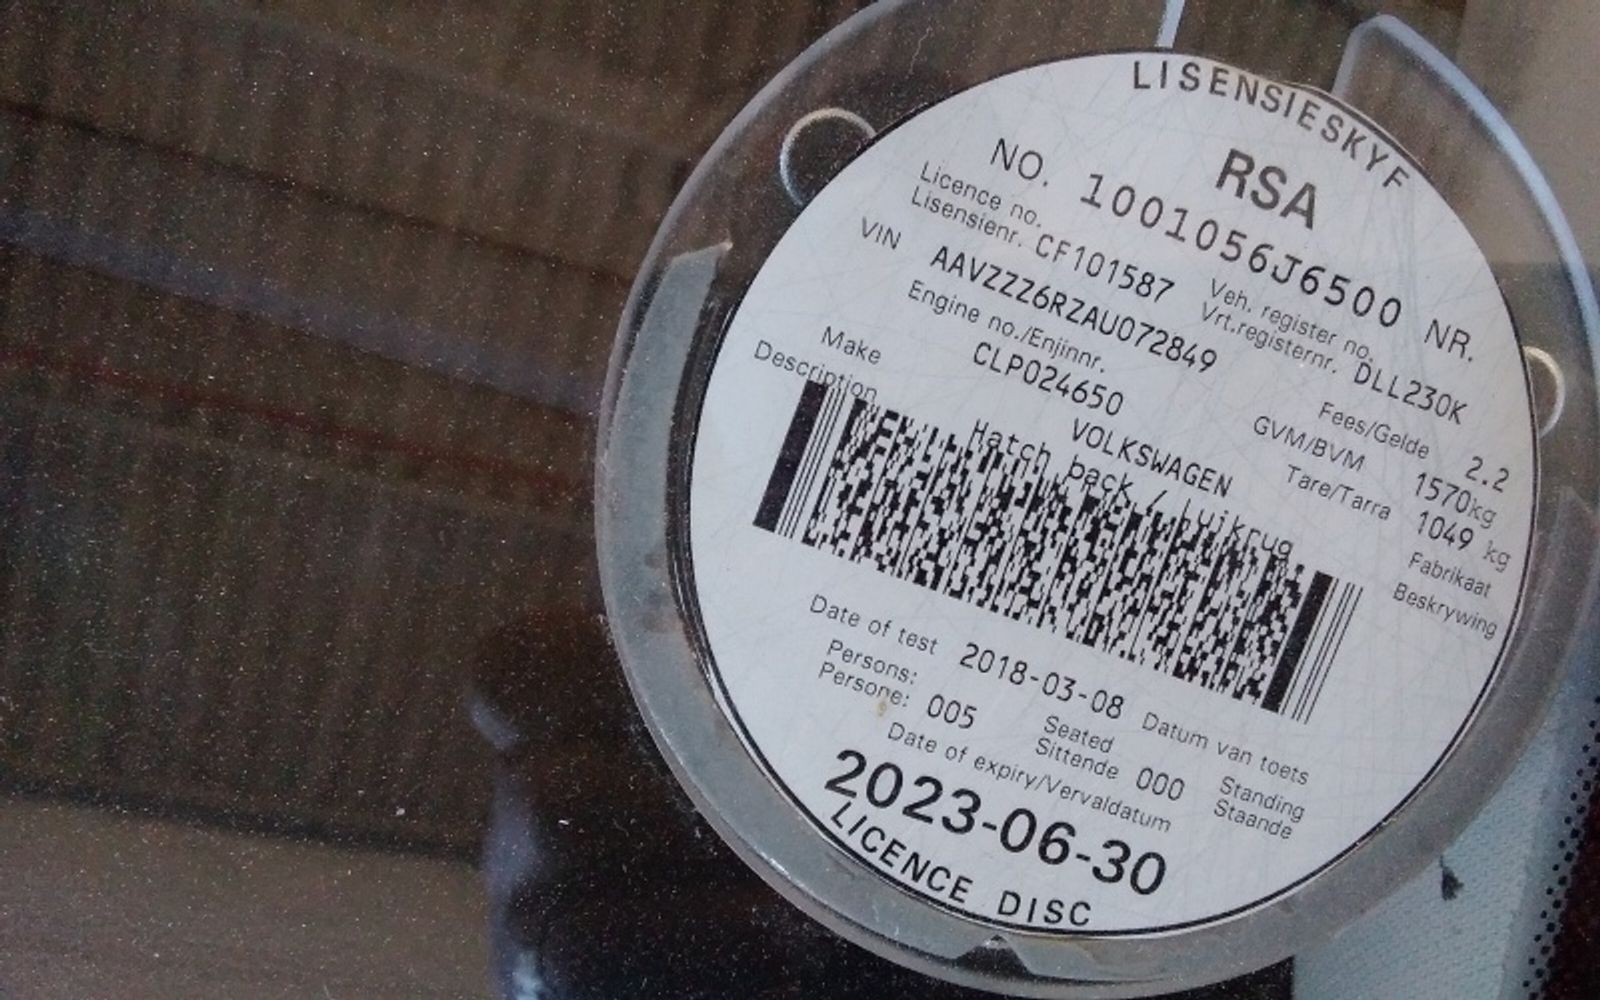 LISENSIESKYF
RSA
NO. 1001056J6500 NR.
Licence no.
Lisensienr. CF101587
Veh. register no.
Vrt.registernr. DLL230K
VIN AAVZZZ6RZAU072849
Engine no./Enjinnr.
CLP024650
Fees/Gelde 2.2
GVM/BVM 1570kg
Tare/Tarra 1049 kg
Make VOLKSWAGEN Fabrikaat
Description Hatch back / Luikrug Beskrywing
Date of test 2018-03-08 Datum van toets
Persons:
Persone: 005
Seated
Sittende 000
Standing
Staande
Date of expiry/Vervaldatum
2023-06-30
LICENCE DISC